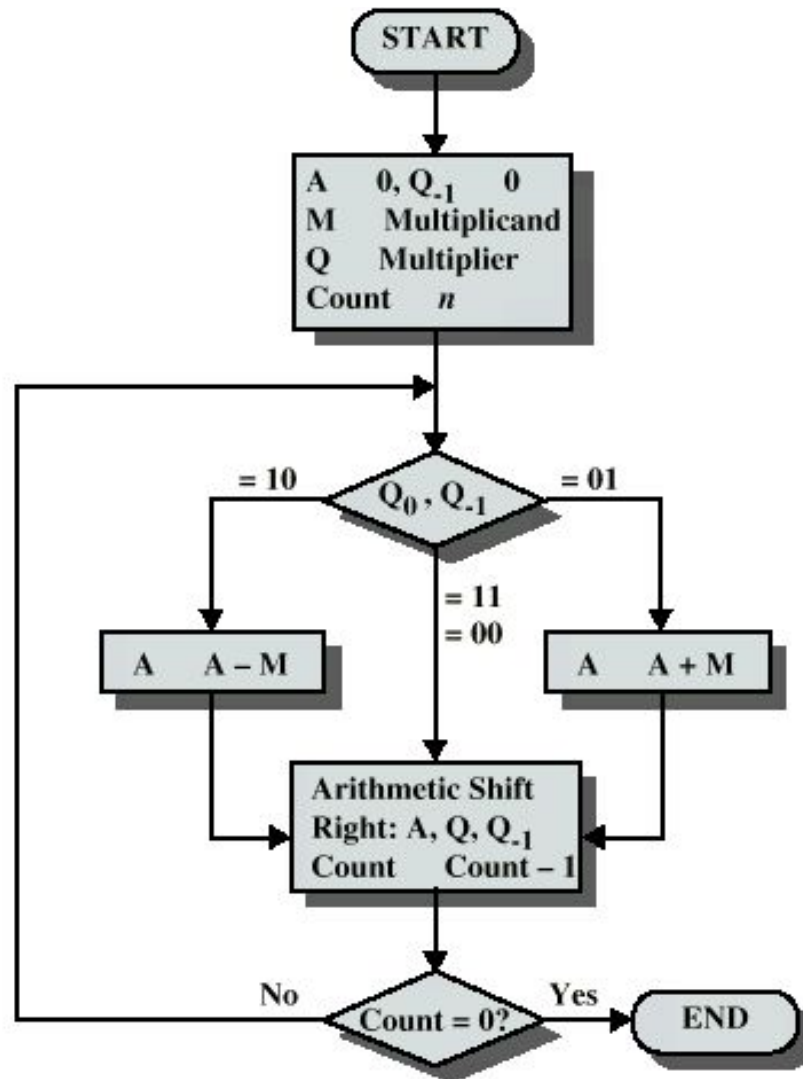 START
A 0, Q-1 0
M Multiplicand
Q Multiplier
Count n
= 10
Q0 , Q-1
= 01
= 11
= 00
A A – M
A A + M
Arithmetic Shift
Right: A, Q, Q-1
Count Count – 1
No
Count = 0?
Yes
END